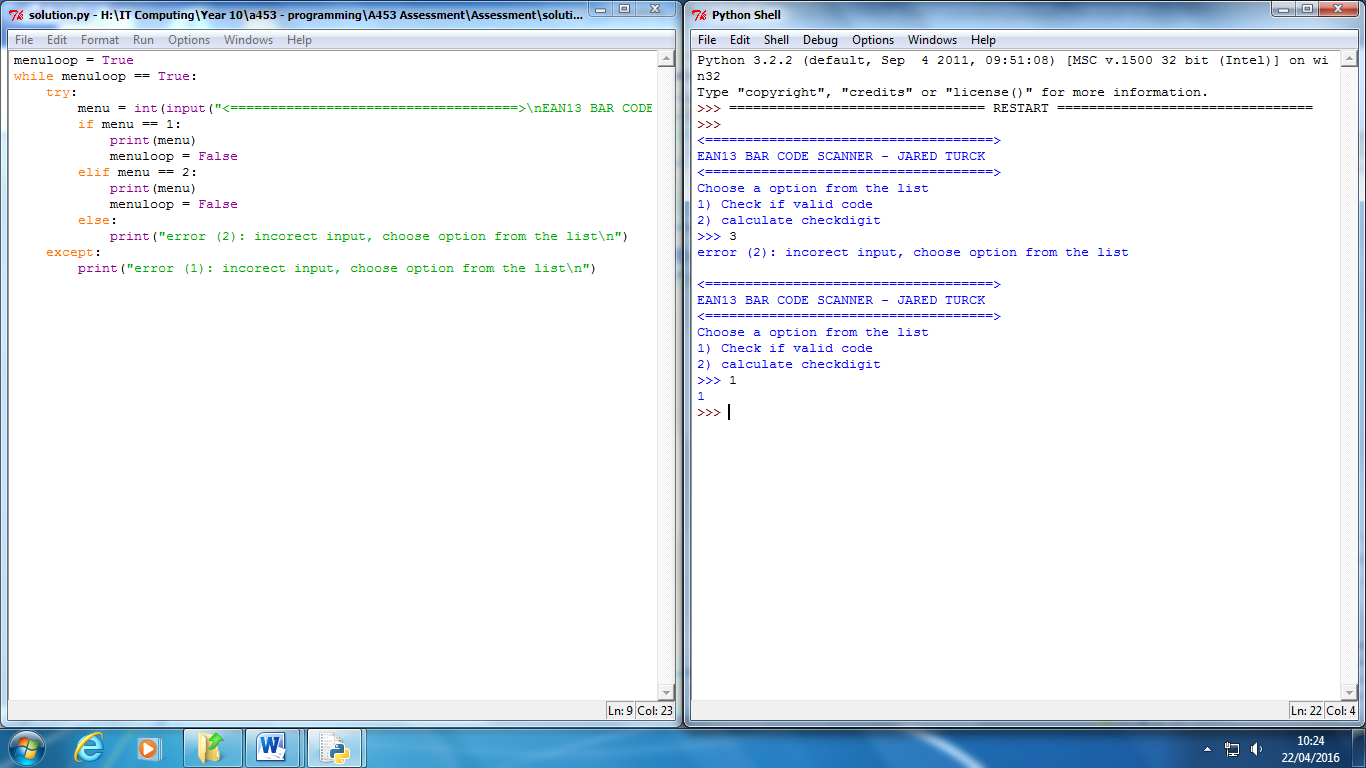 solution.py - H:\IT Computing\Year 10\a453 - programming\A453 Assessment\Assessment\soluti...
File Edit Format Run Options Windows Help
menuloop = True
while menuloop == True:
    try:
        menu = int(input("<====================================>\nEAN13 BAR CODE
        if menu == 1:
            print(menu)
            menuloop = False
        elif menu == 2:
            print(menu)
            menuloop = False
        else:
            print("error (2): incorect input, choose option from the list\n")
    except:
        print("error (1): incorect input, choose option from the list\n")
Ln: 9 Col: 23
Python Shell
File Edit Shell Debug Options Windows Help
Python 3.2.2 (default, Sep  4 2011, 09:51:08) [MSC v.1500 32 bit (Intel)] on wi
n32
Type "copyright", "credits" or "license()" for more information.
>>> ================================ RESTART ================================
>>>
<====================================>
EAN13 BAR CODE SCANNER - JARED TURCK
<====================================>
Choose a option from the list
1) Check if valid code
2) calculate checkdigit
>>> 3
error (2): incorect input, choose option from the list

<====================================>
EAN13 BAR CODE SCANNER - JARED TURCK
<====================================>
Choose a option from the list
1) Check if valid code
2) calculate checkdigit
>>> 1
1
>>>
Ln: 22 Col: 4
10:24
22/04/2016